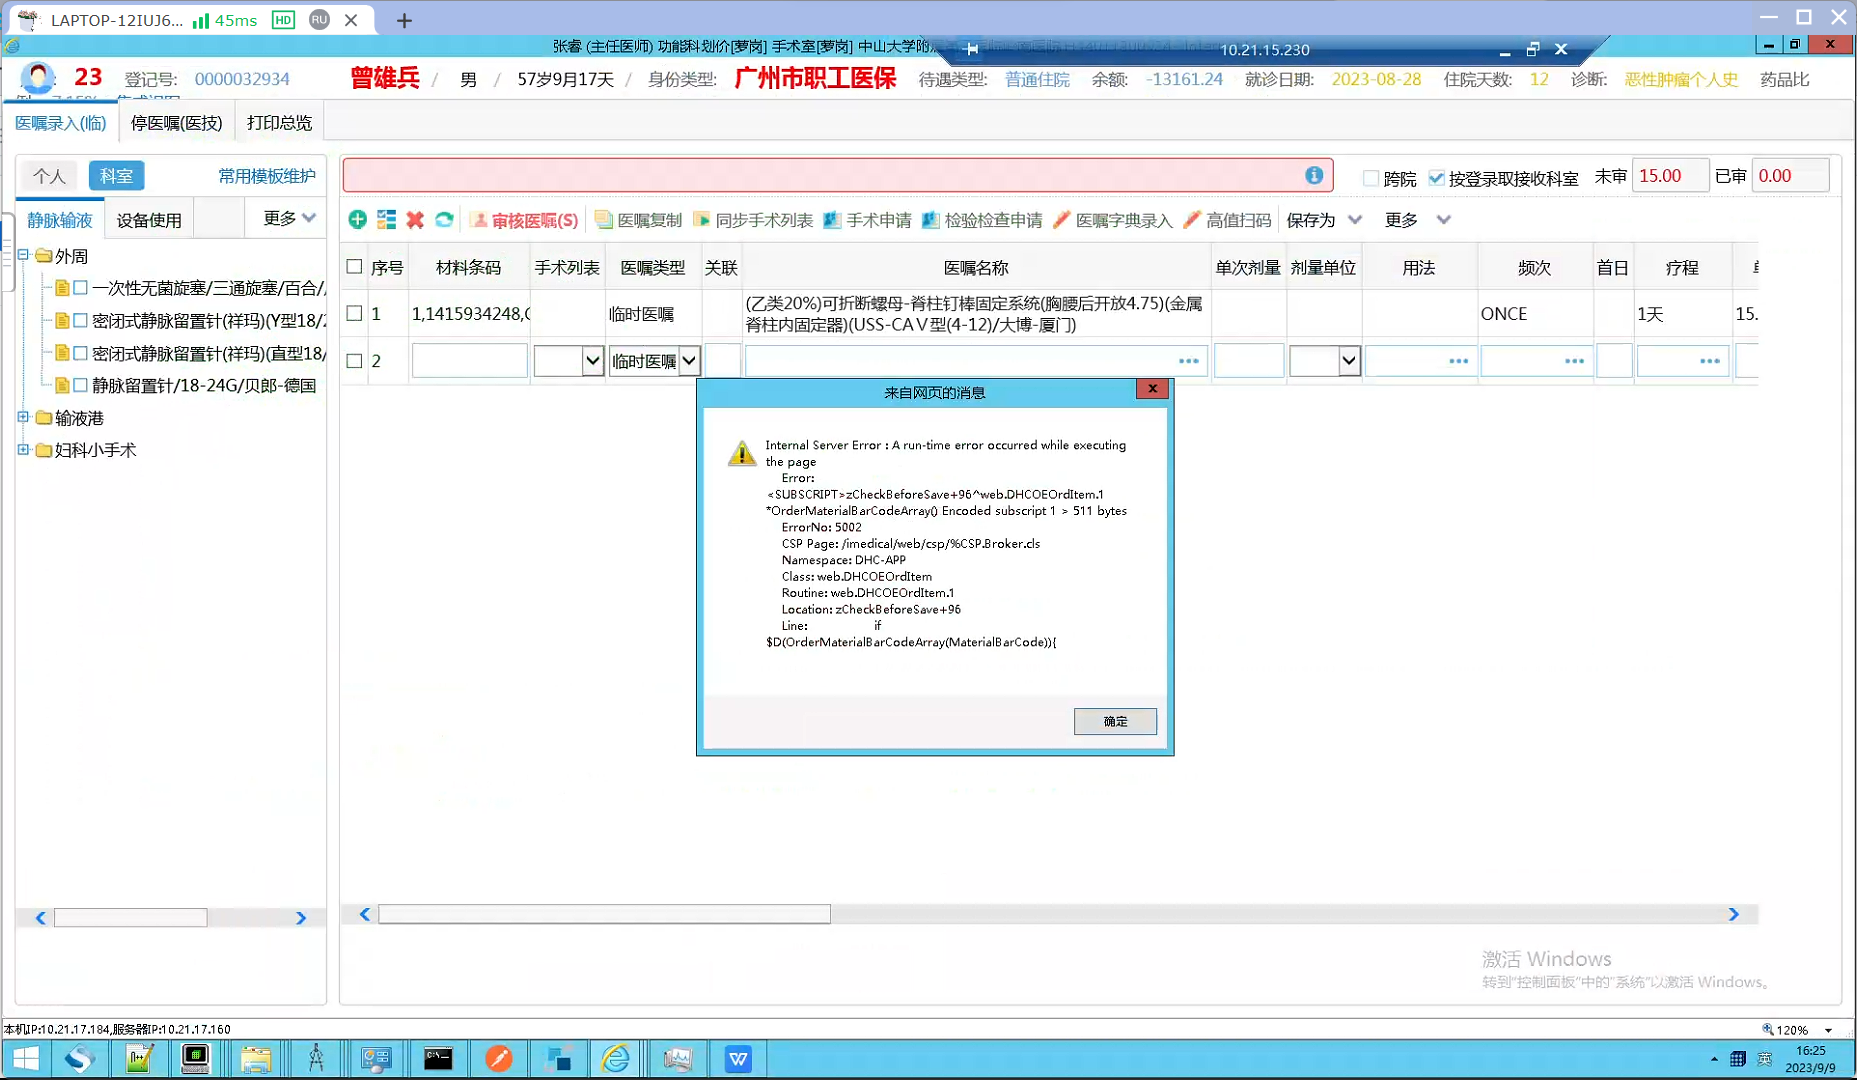 LAPTOP-12IUJ6... 45ms HD RU
张睿 (主任医师) 功能科划价[萝岗] 手术室[萝岗] 中山大学附
10.21.15.230
23 登记号: 0000032934 曾雄兵 / 男 / 57岁9月17天 / 身份类型: 广州市职工医保 待遇类型: 普通住院 余额: -13161.24 就诊日期: 2023-08-28 住院天数: 12 诊断: 恶性肿瘤个人史 药品比
医嘱录入(临) 停医嘱(医技) 打印总览
个人 科室 常用模板维护
跨院 按登录取接收科室 未审 15.00 已审 0.00
静脉输液 设备使用 更多
审核医嘱(S) 医嘱复制 同步手术列表 手术申请 检验检查申请 医嘱字典录入 高值扫码 保存为 更多
外周
一次性无菌旋塞/三通旋塞/百合/
密闭式静脉留置针(祥玛)(Y型18/2
密闭式静脉留置针(祥玛)(直型18/
静脉留置针/18-24G/贝郎-德国
输液港
妇科小手术
序号 材料条码 手术列表 医嘱类型 关联 医嘱名称 单次剂量 剂量单位 用法 频次 首日 疗程
1 1,1415934248,( 临时医嘱 (乙类20%)可折断螺母-脊柱钉棒固定系统(胸腰后开放4.75)(金属 ONCE 1天 15.
脊柱内固定器)(USS-CAⅤ型(4-12)/大博-厦门)
2 临时医嘱
来自网页的消息
Internal Server Error : A run-time error occurred while executing
the page
Error:
<SUBSCRIPT>zCheckBeforeSave+96^web.DHCOEOrdItem.1
*OrderMaterialBarCodeArray() Encoded subscript 1 > 511 bytes
ErrorNo: 5002
CSP Page: /imedical/web/csp/%CSP.Broker.cls
Namespace: DHC-APP
Class: web.DHCOEOrdItem
Routine: web.DHCOEOrdItem.1
Location: zCheckBeforeSave+96
Line: if
$D(OrderMaterialBarCodeArray(MaterialBarCode)){
确定
激活 Windows
转到"控制面板"中的"系统"以激活 Windows。
本机IP:10.21.17.184,服务器IP:10.21.17.160
120%
英
16:25
2023/9/9